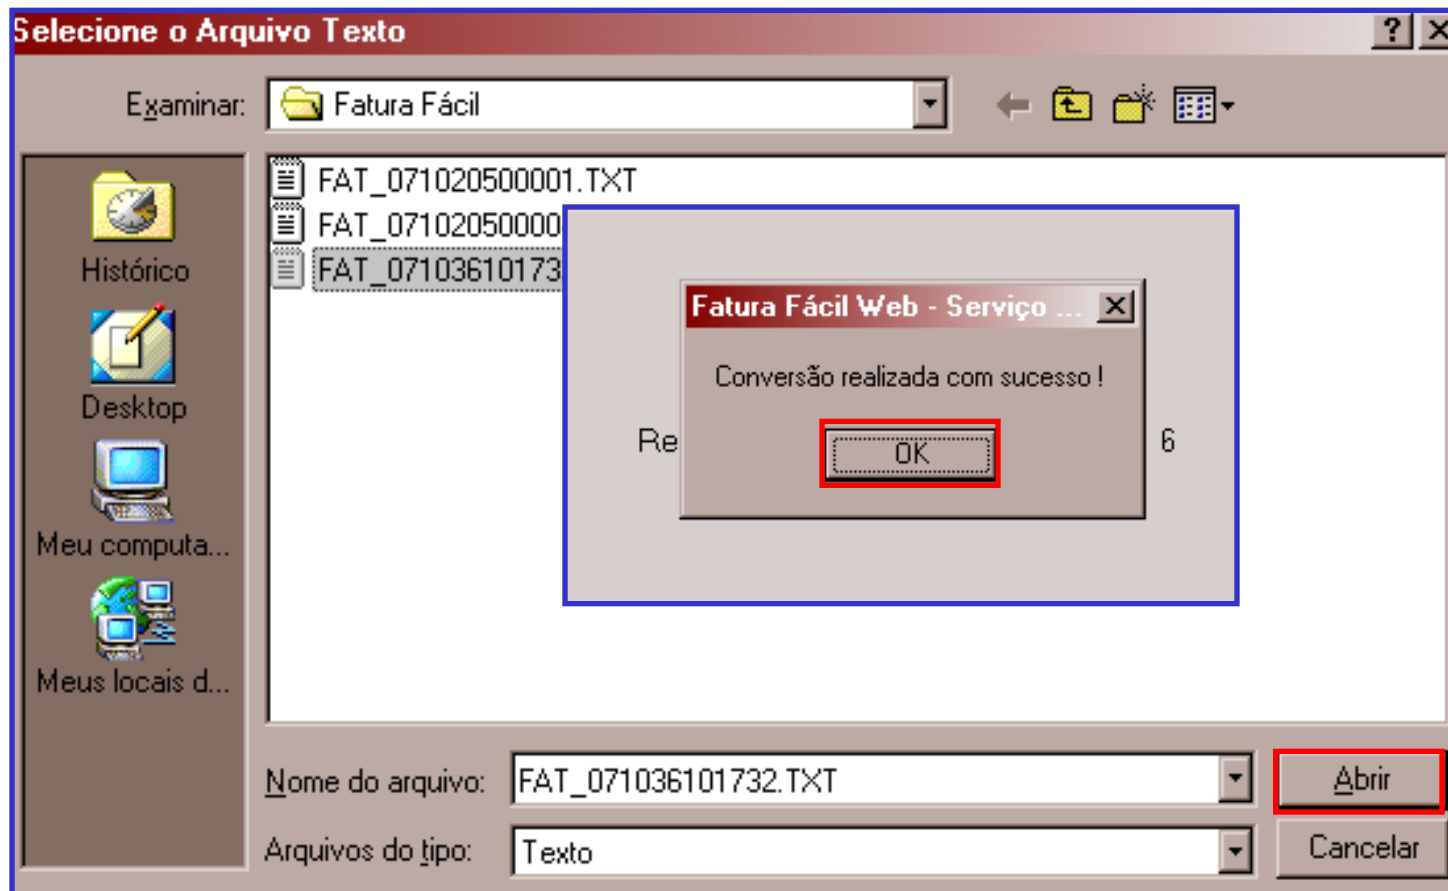 Selecione o Arquivo Texto
Examinar:
Fatura Fácil
Histórico
Desktop
Meu computa...
Meus locais d...
FAT_071020500001.TXT
FAT_07102050000
FAT_07103610173
Fatura Fácil Web - Serviço ...
Conversão realizada com sucesso !
Re
OK
6
Nome do arquivo: FAT_071036101732.TXT
Abrir
Arquivos do tipo: Texto
Cancelar